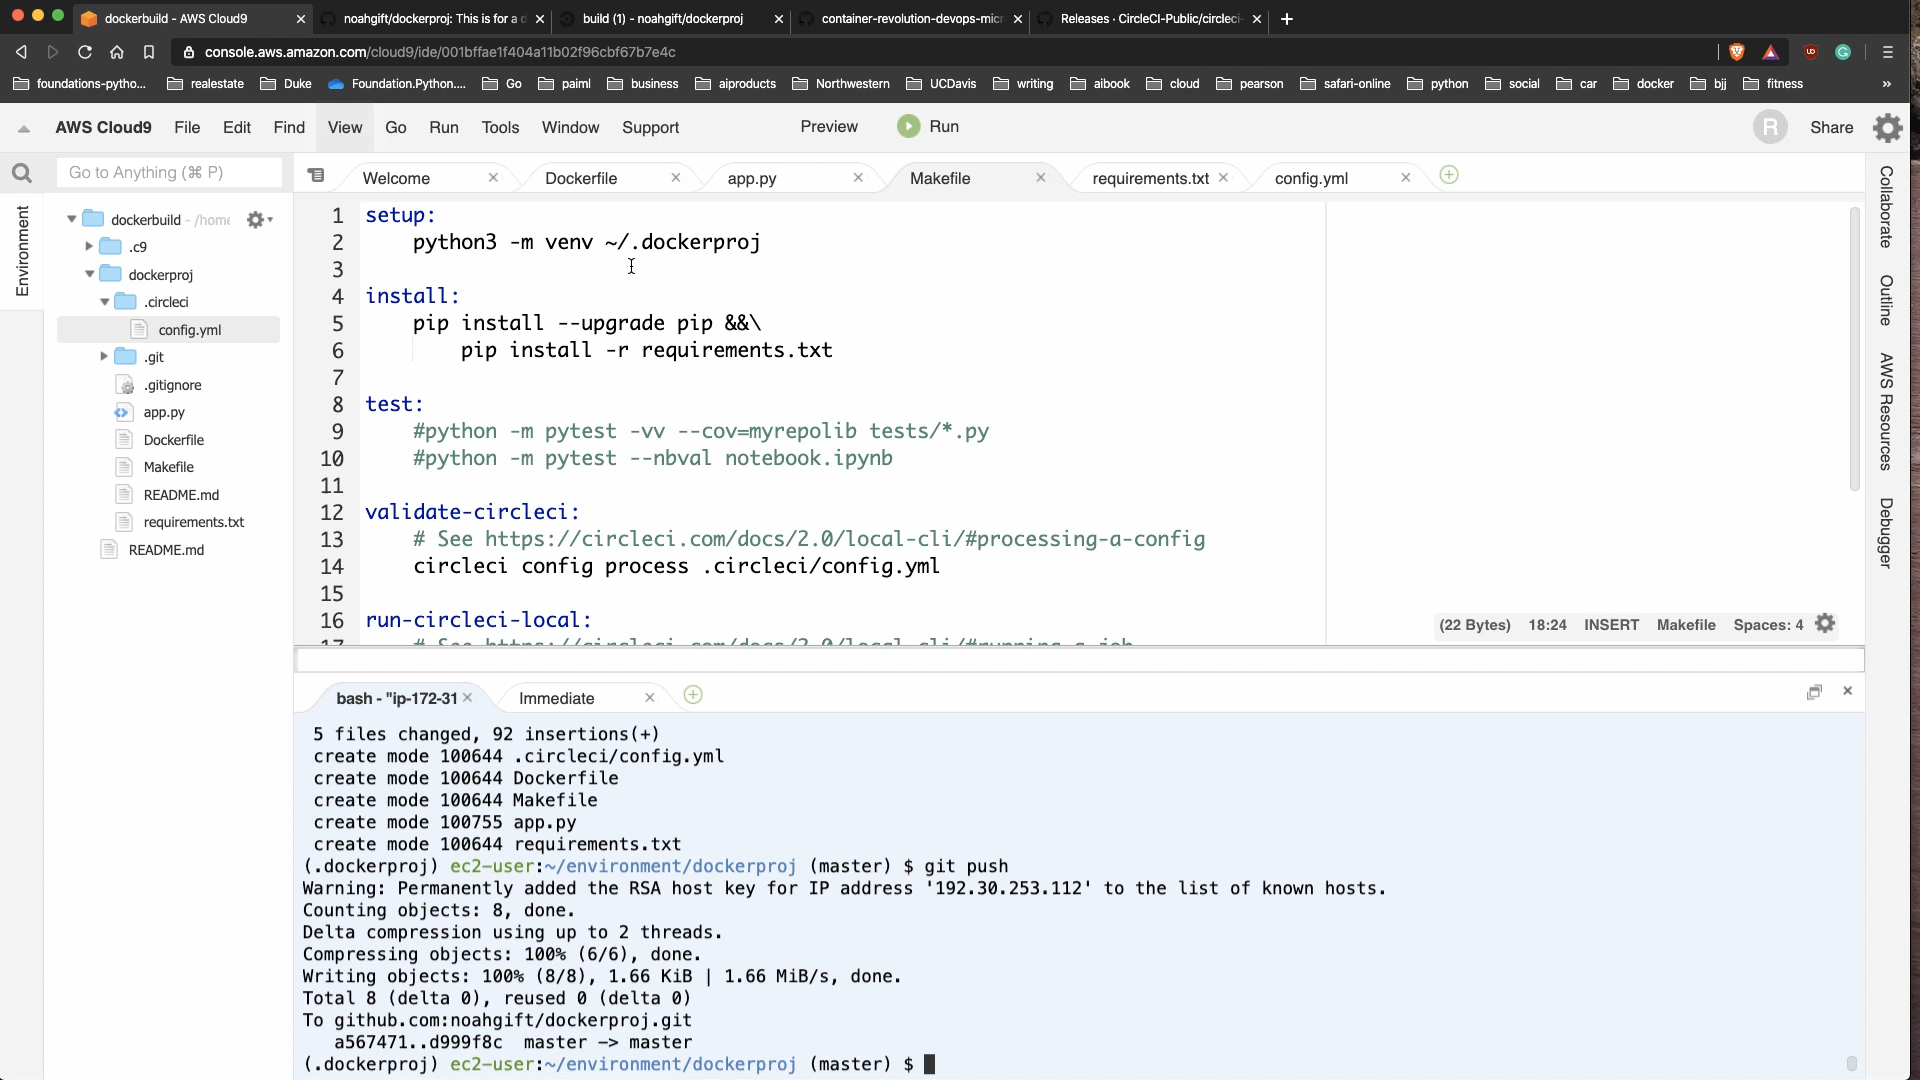 dockerbuild - AWS Cloud9
noahgift/dockerproj: This is for a d
build (1) - noahgift/dockerproj
container-revolution-devops-micr
Releases · CircleCI-Public/circleci-
console.aws.amazon.com/cloud9/ide/001bffae1f404a11b02f96cbf67b7e4c
foundations-pytho...
realestate
Duke
Foundation.Python....
Go
paiml
business
aiproducts
Northwestern
UCDavis
writing
aibook
cloud
pearson
safari-online
python
social
car
docker
bjj
fitness
»
AWS Cloud9
File
Edit
Find
View
Go
Run
Tools
Window
Support
Preview
Run
R
Share
Go to Anything (⌘ P)
Welcome
Dockerfile
app.py
Makefile
requirements.txt
config.yml
Environment
dockerbuild - /home
.c9
dockerproj
.circleci
config.yml
.git
.gitignore
app.py
Dockerfile
Makefile
README.md
requirements.txt
README.md
1 setup:
2 python3 -m venv ~/.dockerproj
3
4 install:
5 pip install --upgrade pip &&\
6 pip install -r requirements.txt
7
8 test:
9 #python -m pytest -vv --cov=myrepolib tests/*.py
10 #python -m pytest --nbval notebook.ipynb
11
12 validate-circleci:
13 # See https://circleci.com/docs/2.0/local-cli/#processing-a-config
14 circleci config process .circleci/config.yml
15
16 run-circleci-local:
17 # See https://circleci.com/docs/2.0/local-cli/#running-a-job
(22 Bytes) 18:24 INSERT Makefile Spaces: 4
Collaborate
Outline
AWS Resources
Debugger
bash - "ip-172-31
Immediate
5 files changed, 92 insertions(+)
create mode 100644 .circleci/config.yml
create mode 100644 Dockerfile
create mode 100644 Makefile
create mode 100755 app.py
create mode 100644 requirements.txt
(.dockerproj) ec2-user:~/environment/dockerproj (master) $ git push
Warning: Permanently added the RSA host key for IP address '192.30.253.112' to the list of known hosts.
Counting objects: 8, done.
Delta compression using up to 2 threads.
Compressing objects: 100% (6/6), done.
Writing objects: 100% (8/8), 1.66 KiB | 1.66 MiB/s, done.
Total 8 (delta 0), reused 0 (delta 0)
To github.com:noahgift/dockerproj.git
a567471..d999f8c master -> master
(.dockerproj) ec2-user:~/environment/dockerproj (master) $